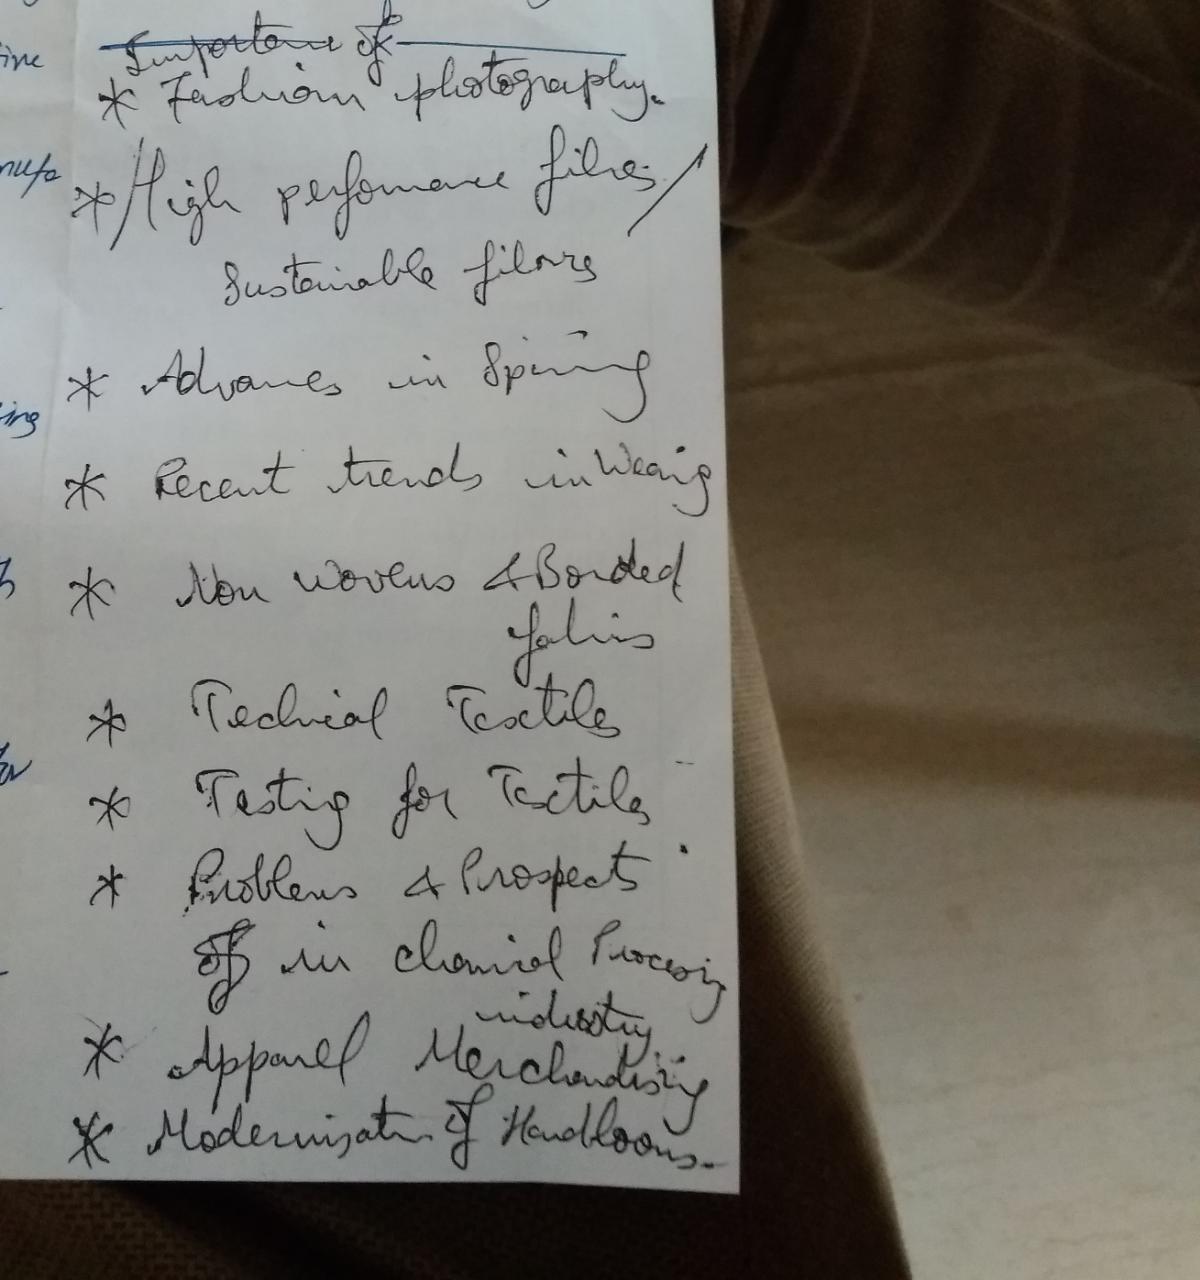 ine
Importance of
* Fashion photography.
nufa
* / High perfomance fibres /
Sustainable fibres
* Advances in Spinning
ing
* Recent trends in Weaving
* Non wovens & Bonded
fabrics
* Technical Textiles
* Testing for Textiles
* Problems & Prospects
of in chemical Processing
industry
* Apparel Merchandising
* Modernisation of Handlooms.